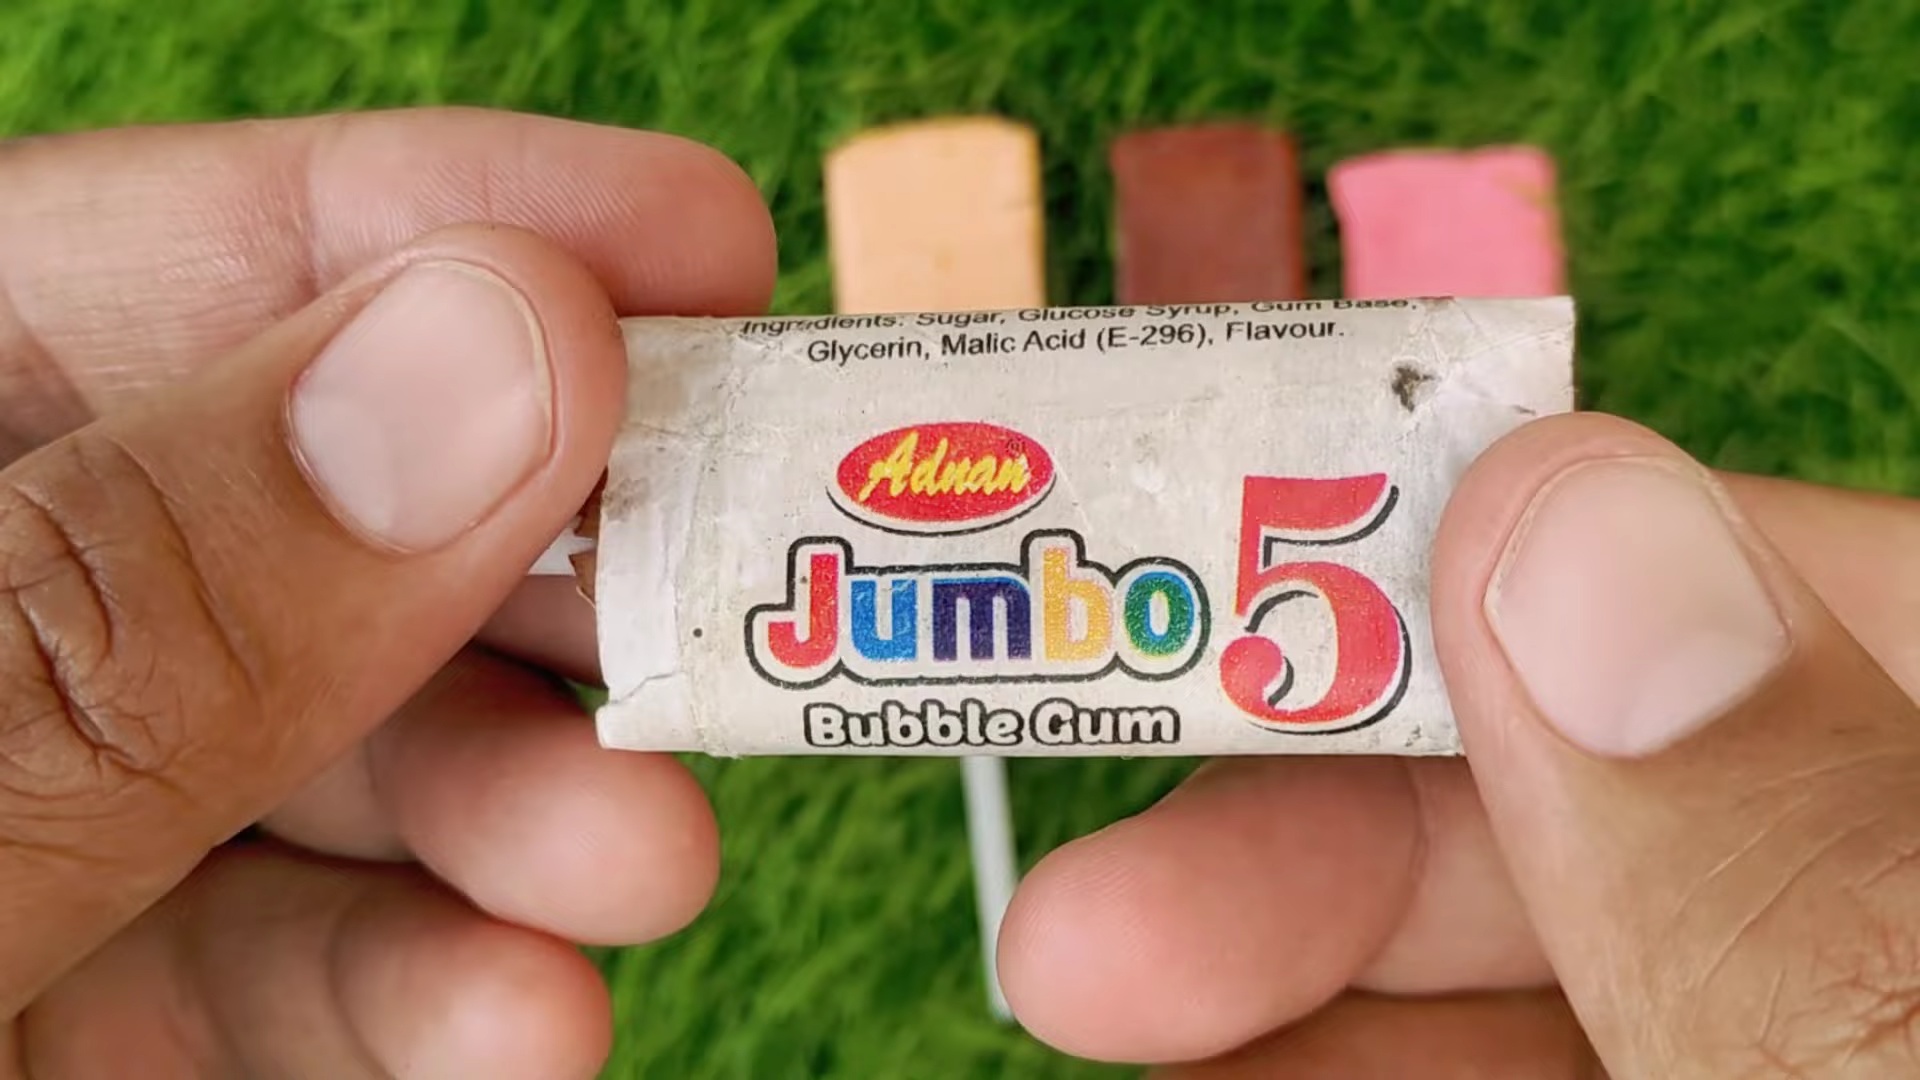 Ingredients: Sugar, Glucose Syrup, Gum Base,
Glycerin, Malic Acid (E-296), Flavour.
Adnan
Jumbo 5
Bubble Gum